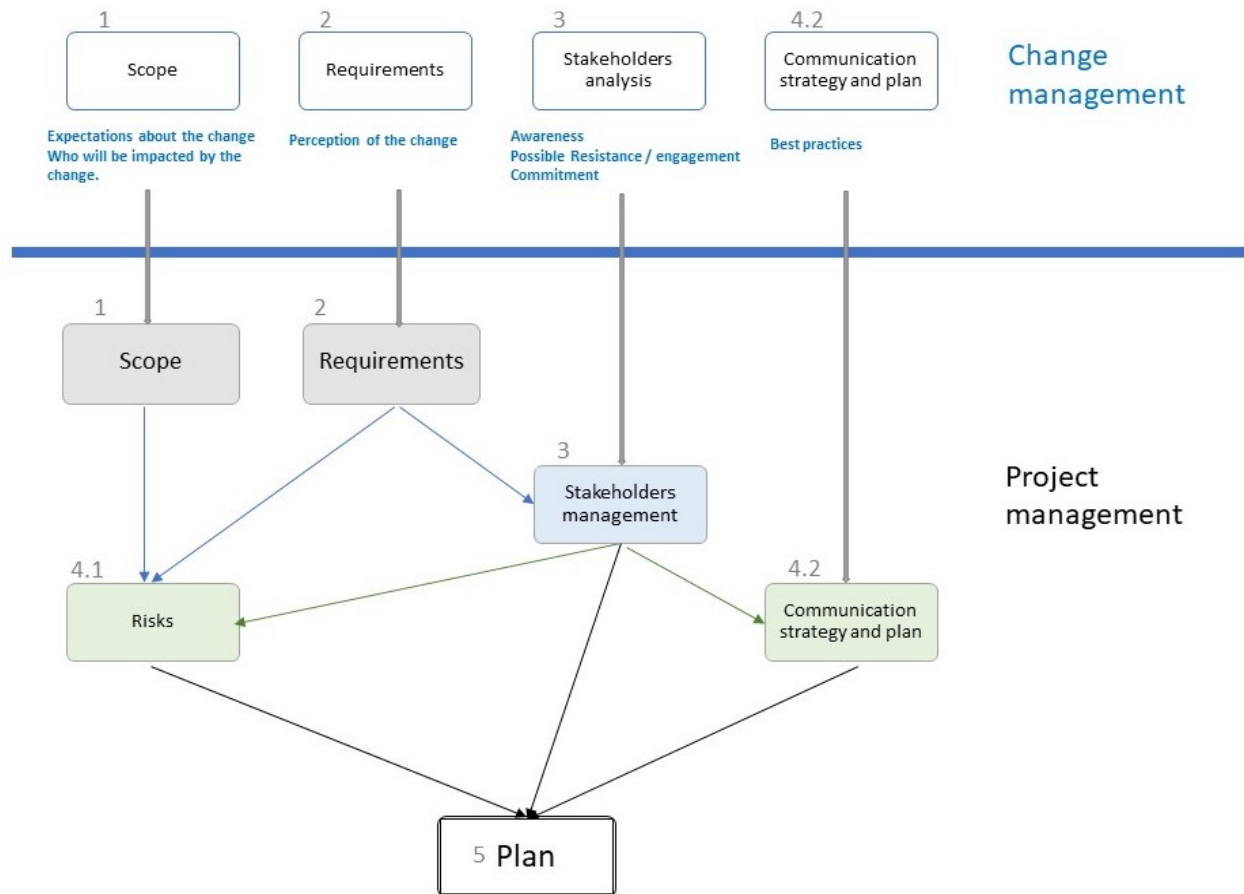 1
2
3
4.2
Scope
Requirements
Stakeholders
analysis
Communication
strategy and plan
Change
management
Expectations about the change
Who will be impacted by the
change.
Perception of the change
Awareness
Possible Resistance / engagement
Commitment
Best practices
1
2
Scope
Requirements
3
Stakeholders
management
Project
management
4.1
4.2
Risks
Communication
strategy and plan
5 Plan